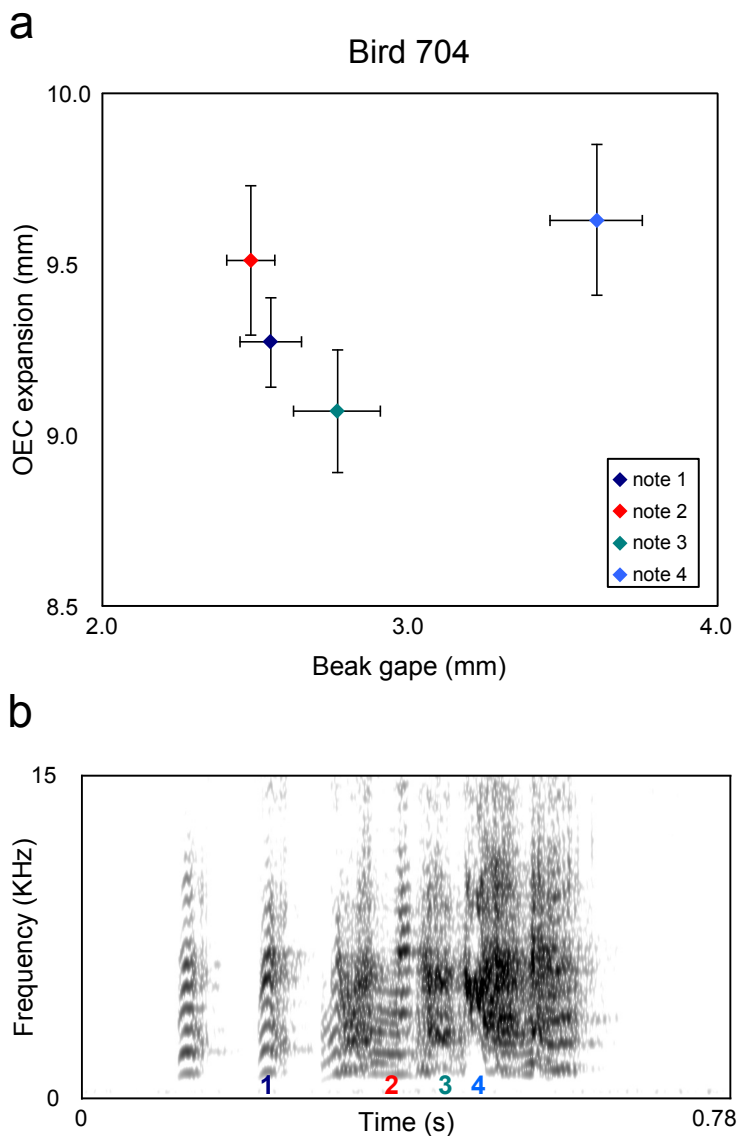 a
Bird 704
10.0
9.5
9.0
8.5
OEC expansion (mm)
note 1
note 2
note 3
note 4
2.0 3.0 4.0
Beak gape (mm)
b
15
Frequency (KHz)
0
1 2 3 4
0 Time (s) 0.78